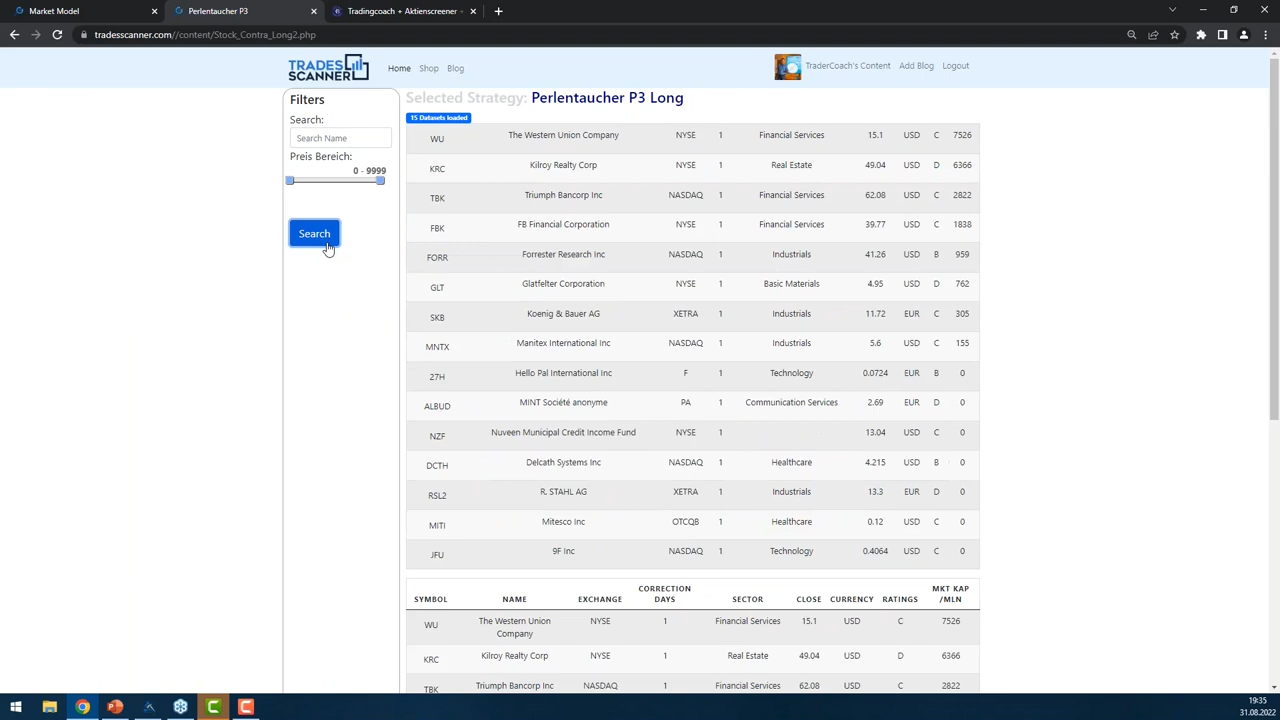 Market Model
Perlentaucher P3
Tradingcoach + Aktienscreener -
tradesscanner.com//content/Stock_Contra_Long2.php
TRADES
SCANNER
Home Shop Blog
TraderCoach's Content Add Blog Logout
Filters
Search:
Search Name
Preis Bereich:
0 - 9999
Search
Selected Strategy: Perlentaucher P3 Long
15 Datasets loaded
WU The Western Union Company NYSE 1 Financial Services 15.1 USD C 7526
KRC Kilroy Realty Corp NYSE 1 Real Estate 49.04 USD D 6366
TBK Triumph Bancorp Inc NASDAQ 1 Financial Services 62.08 USD C 2822
FBK FB Financial Corporation NYSE 1 Financial Services 39.77 USD C 1838
FORR Forrester Research Inc NASDAQ 1 Industrials 41.26 USD B 959
GLT Glatfelter Corporation NYSE 1 Basic Materials 4.95 USD D 762
SKB Koenig & Bauer AG XETRA 1 Industrials 11.72 EUR C 305
MNTX Manitex International Inc NASDAQ 1 Industrials 5.6 USD C 155
27H Hello Pal International Inc F 1 Technology 0.0724 EUR B 0
ALBUD MINT Société anonyme PA 1 Communication Services 2.69 EUR D 0
NZF Nuveen Municipal Credit Income Fund NYSE 1 13.04 USD C 0
DCTH Delcath Systems Inc NASDAQ 1 Healthcare 4.215 USD B 0
RSL2 R. STAHL AG XETRA 1 Industrials 13.3 EUR D 0
MITI Mitesco Inc OTCQB 1 Healthcare 0.12 USD C 0
JFU 9F Inc NASDAQ 1 Technology 0.4064 USD C 0
SYMBOL NAME EXCHANGE CORRECTION DAYS SECTOR CLOSE CURRENCY RATINGS MKT KAP /MLN
WU The Western Union Company NYSE 1 Financial Services 15.1 USD C 7526
KRC Kilroy Realty Corp NYSE 1 Real Estate 49.04 USD D 6366
TBK Triumph Bancorp Inc NASDAQ 1 Financial Services 62.08 USD C 2822
19:35
31.08.2022